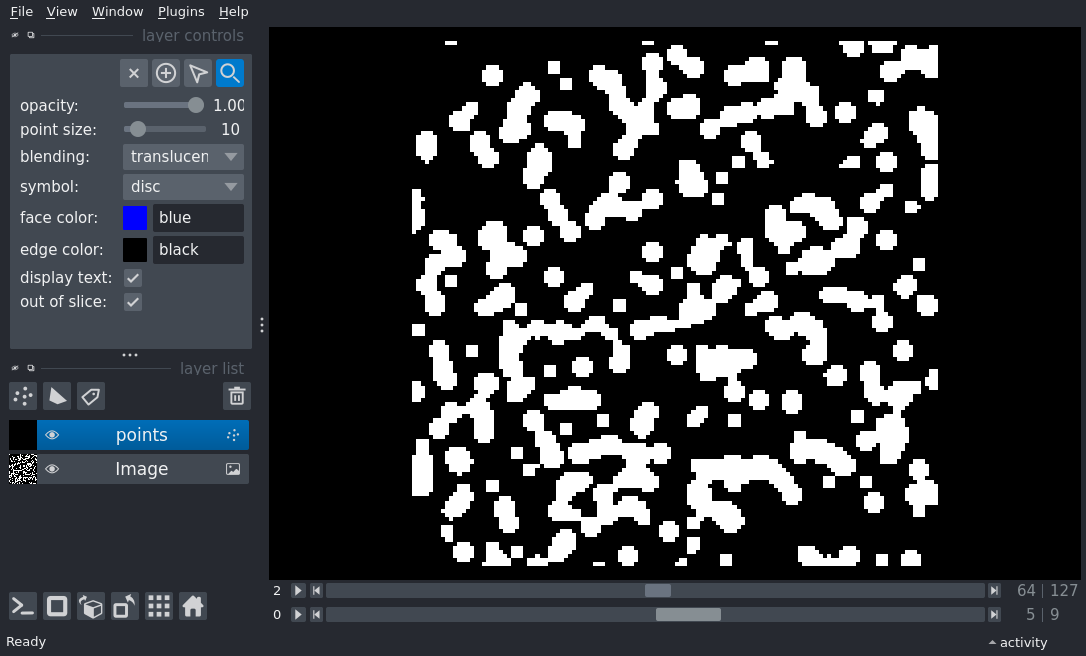 File View Window Plugins Help
layer controls
opacity: 1.00
point size: 10
blending: translucen
symbol: disc
face color: blue
edge color: black
display text:
out of slice:
layer list
points
Image
2 64 127
0 5 9
Ready activity